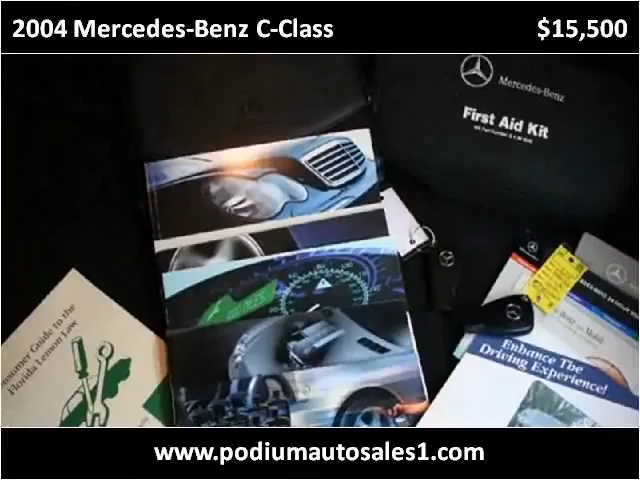 2004 Mercedes-Benz C-Class
$15,500
Mercedes-Benz
First Aid Kit
Consumer Guide to the
Florida Lemon Law
Enhance The
Driving Experience!
www.podiumautosales1.com